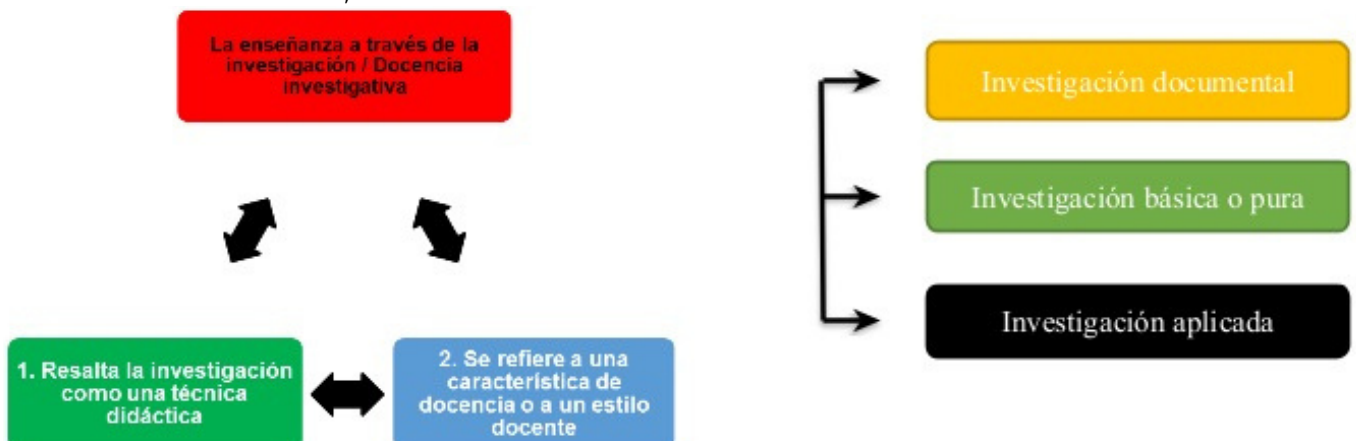 La enseñanza a través de la
investigación / Docencia
investigativa
1. Resalta la investigación
como una técnica
didáctica
2. Se refiere a una
característica de
docencia o a un estilo
docente
Investigación documental
Investigación básica o pura
Investigación aplicada